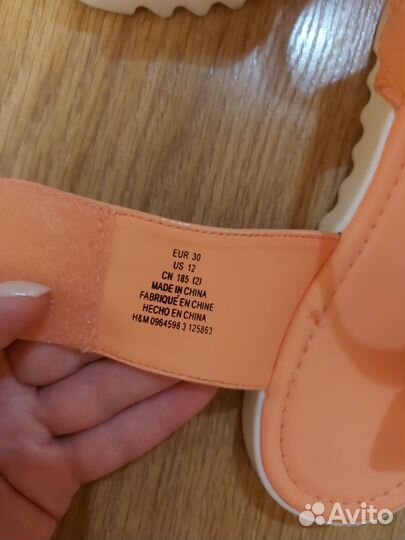 EUR 30
US 12
CN 185 (2)
MADE IN CHINA
FABRIQUÉ EN CHINE
HECHO EN CHINA
H&M 0964598 3 125863
Avito